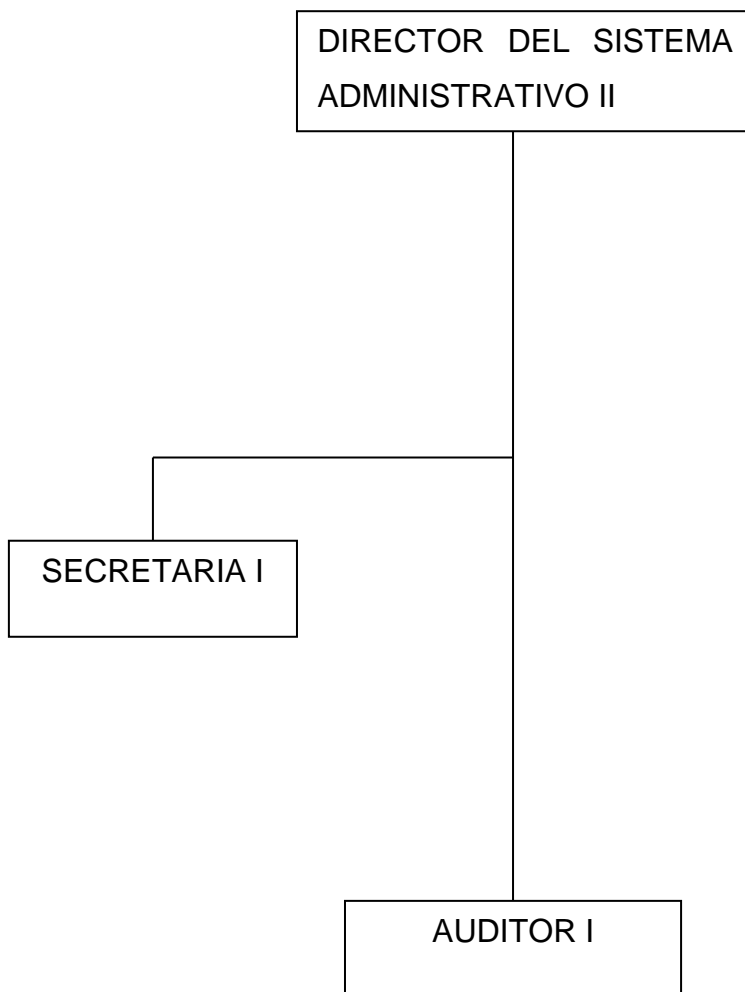 DIRECTOR DEL SISTEMA
ADMINISTRATIVO II
SECRETARIA I
AUDITOR I